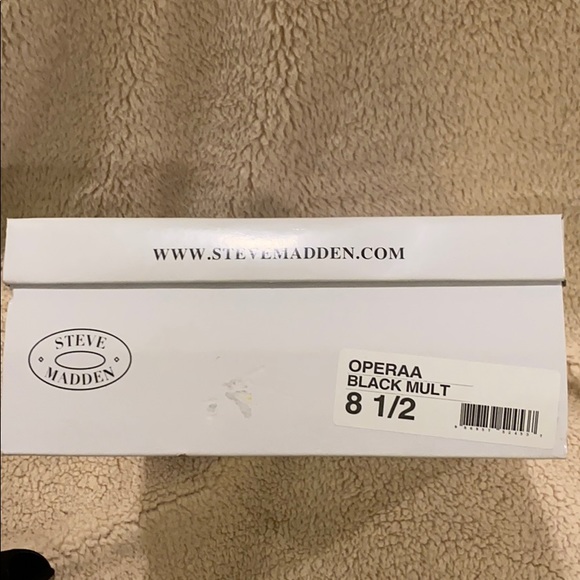 WWW.STEVEMADDEN.COM
STEVE
MADDEN
OPERAA
BLACK MULT
8 1/2